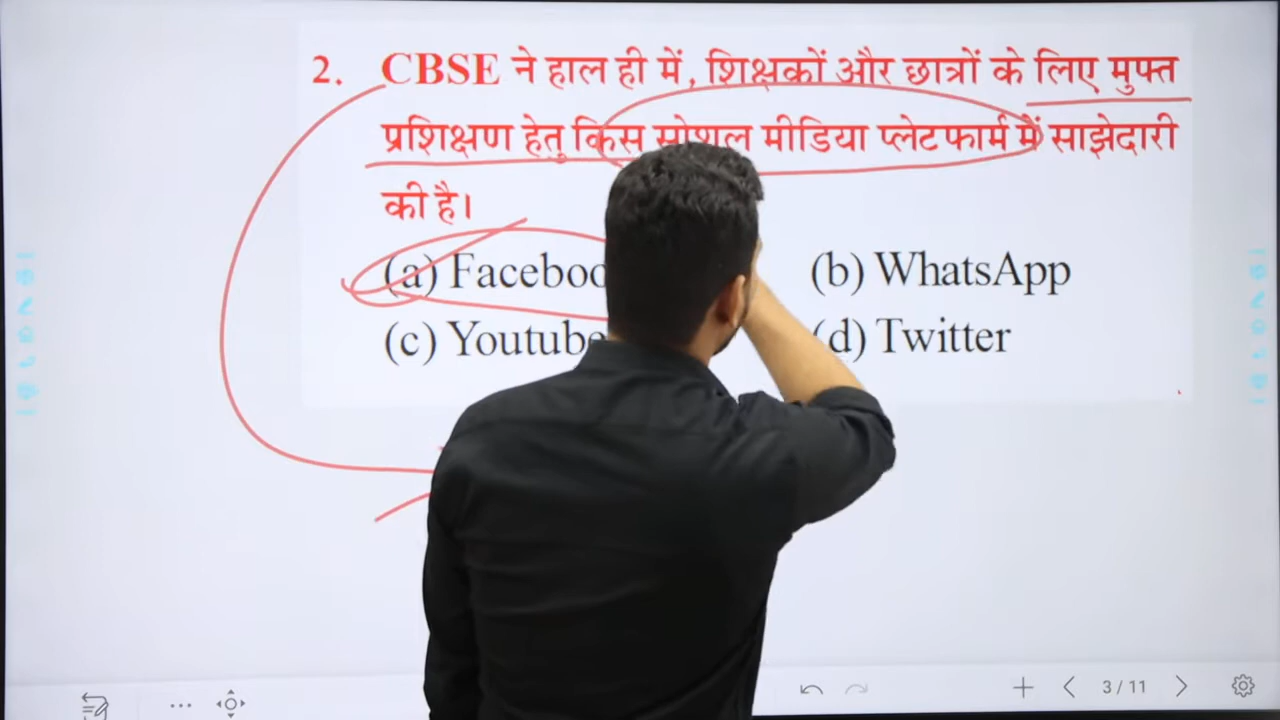 2. CBSE ने हाल ही में, शिक्षकों और छात्रों के लिए मुफ्त
प्रशिक्षण हेतु किस सोशल मीडिया प्लेटफार्म में साझेदारी
की है।
(a) (b) WhatsApp
(c) (d) Twitter
3 / 11